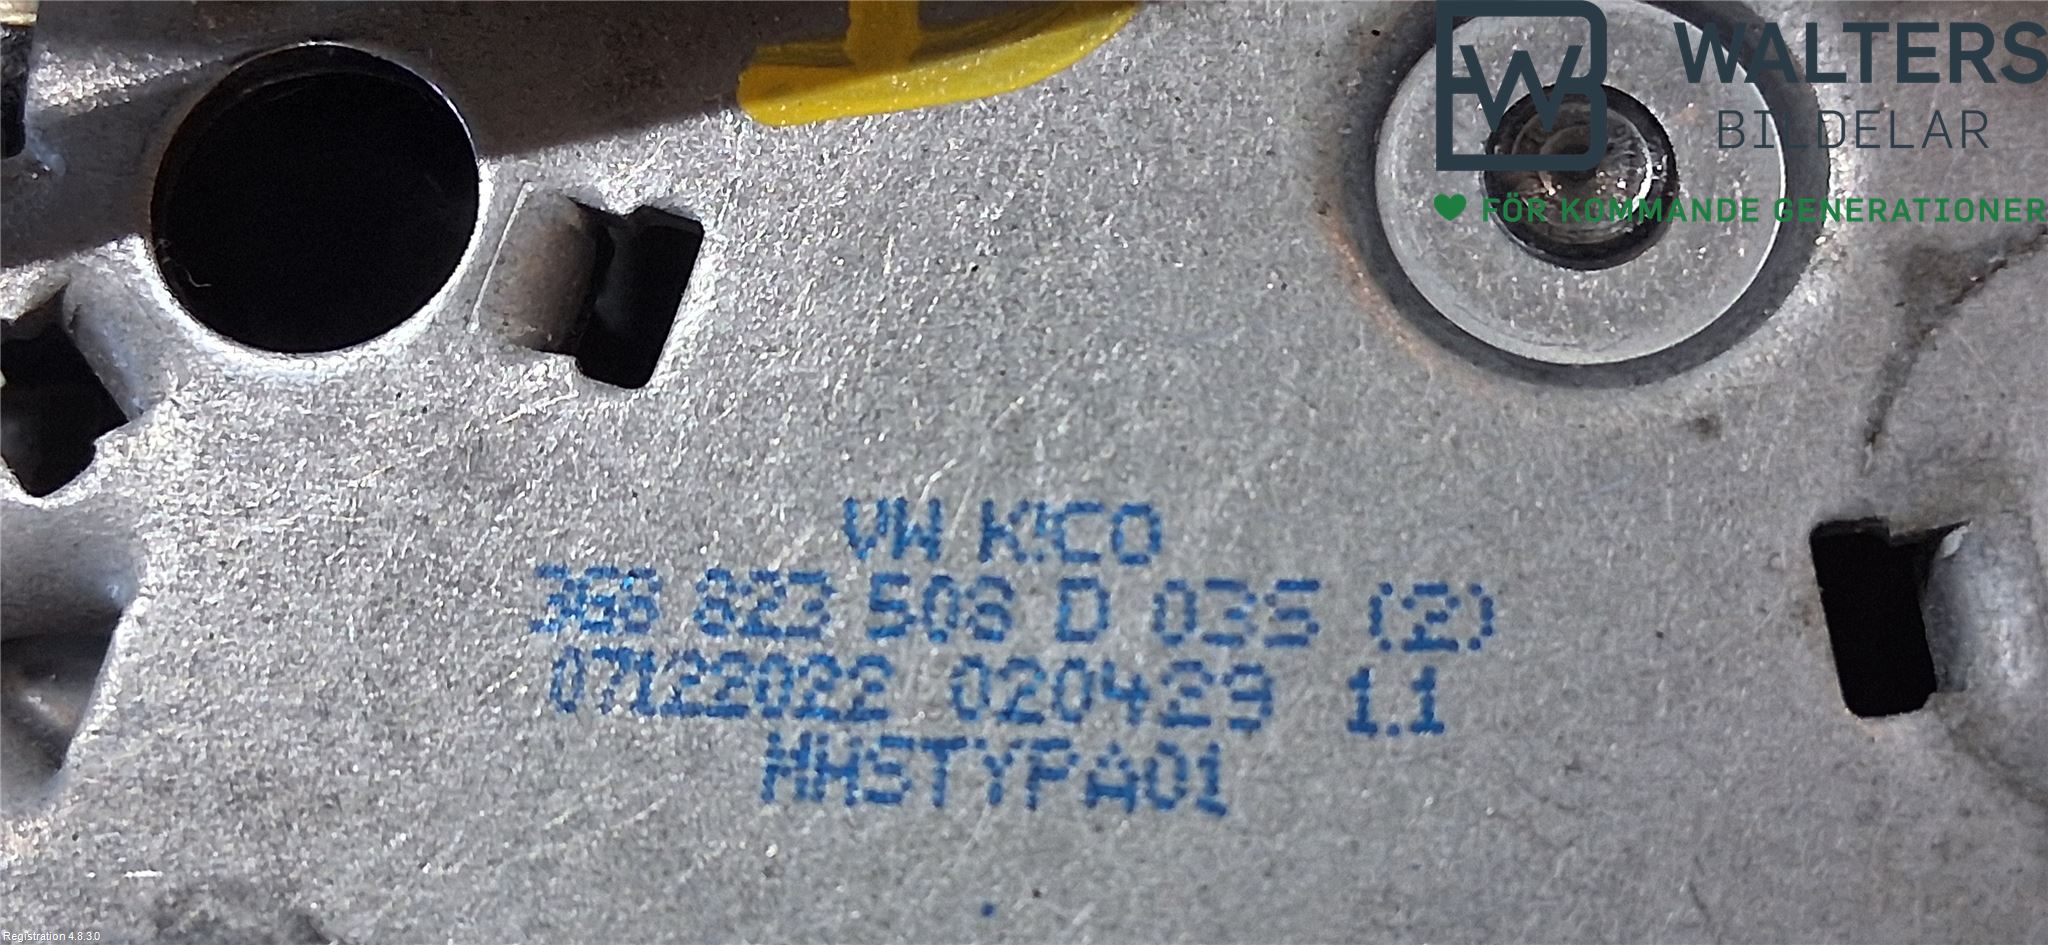 WALTERS
BILDELAR
FÖR KOMMANDE GENERATIONER
VW KICO
3G8 823 508 D 03S (2)
07122022 020429 1.1
MHSTYPA01
Registration 4.8.3.0